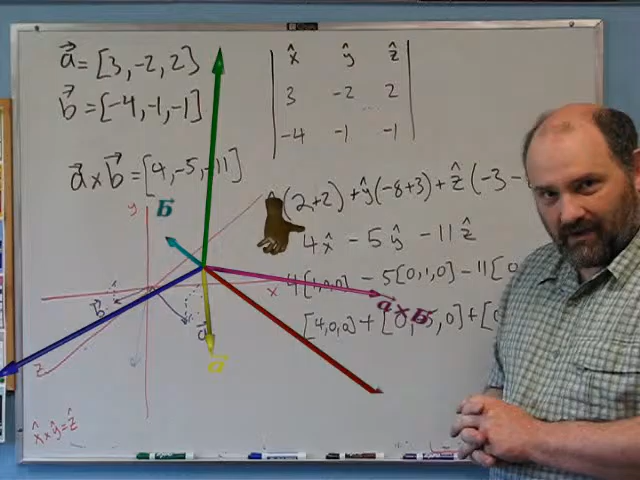 a⃗ = [3, -2, 2]
b⃗ = [-4, -1, -1]
a⃗ x b⃗ = [4, -5, -11]
x̂ ŷ ẑ
3 -2 2
-4 -1 -1
(2+2) + ŷ(-8+3) + ẑ(-3-
4x̂ - 5ŷ - 11ẑ
4[1,0,0] - 5[0,1,0] - 11[0
[4,0,0] + [0,-5,0] + [0
y
b⃗
x
a⃗ x b⃗
b⃗
a⃗
a⃗
z
x̂ x ŷ = ẑ